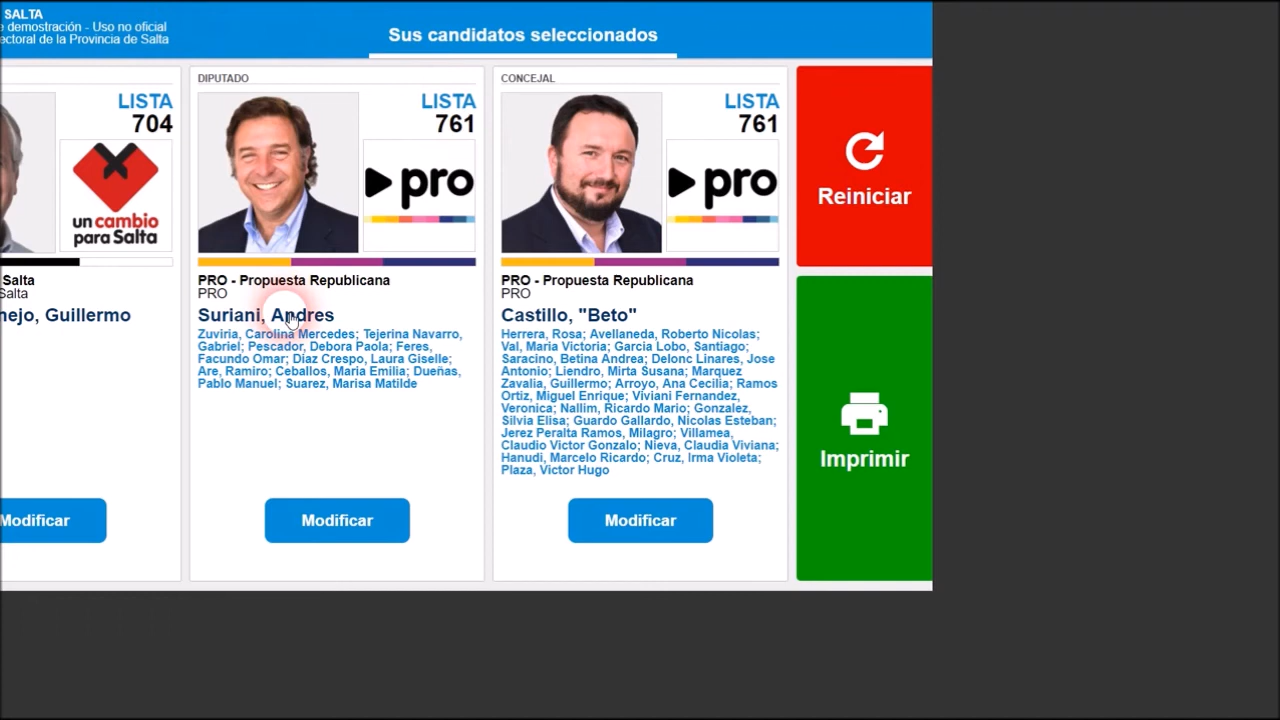 SALTA
e demostración - Uso no oficial
ectoral de la Provincia de Salta
Sus candidatos seleccionados
LISTA
704
un cambio
para Salta
Salta
Salta
nejo, Guillermo
Modificar
DIPUTADO
LISTA
761
pro
PRO - Propuesta Republicana
PRO
Suriani, Andres
Zuviria, Carolina Mercedes; Tejerina Navarro,
Gabriel; Pescador, Debora Paola; Feres,
Facundo Omar; Diaz Crespo, Laura Giselle;
Are, Ramiro; Ceballos, Maria Emilia; Dueñas,
Pablo Manuel; Suarez, Marisa Matilde
Modificar
CONCEJAL
LISTA
761
pro
PRO - Propuesta Republicana
PRO
Castillo, "Beto"
Herrera, Rosa; Avellaneda, Roberto Nicolas;
Val, Maria Victoria; García Lobo, Santiago;
Saracino, Betina Andrea; Delonc Linares, Jose
Antonio; Liendro, Mirta Susana; Marquez
Zavalia, Guillermo; Arroyo, Ana Cecilia; Ramos
Ortiz, Miguel Enrique; Viviani Fernandez,
Veronica; Nallim, Ricardo Mario; Gonzalez,
Silvia Elisa; Guardo Gallardo, Nicolas Esteban;
Jerez Peralta Ramos, Milagro; Villamea,
Claudio Victor Gonzalo; Nieva, Claudia Viviana;
Hanudi, Marcelo Ricardo; Cruz, Irma Violeta;
Plaza, Victor Hugo
Modificar
Reiniciar
Imprimir